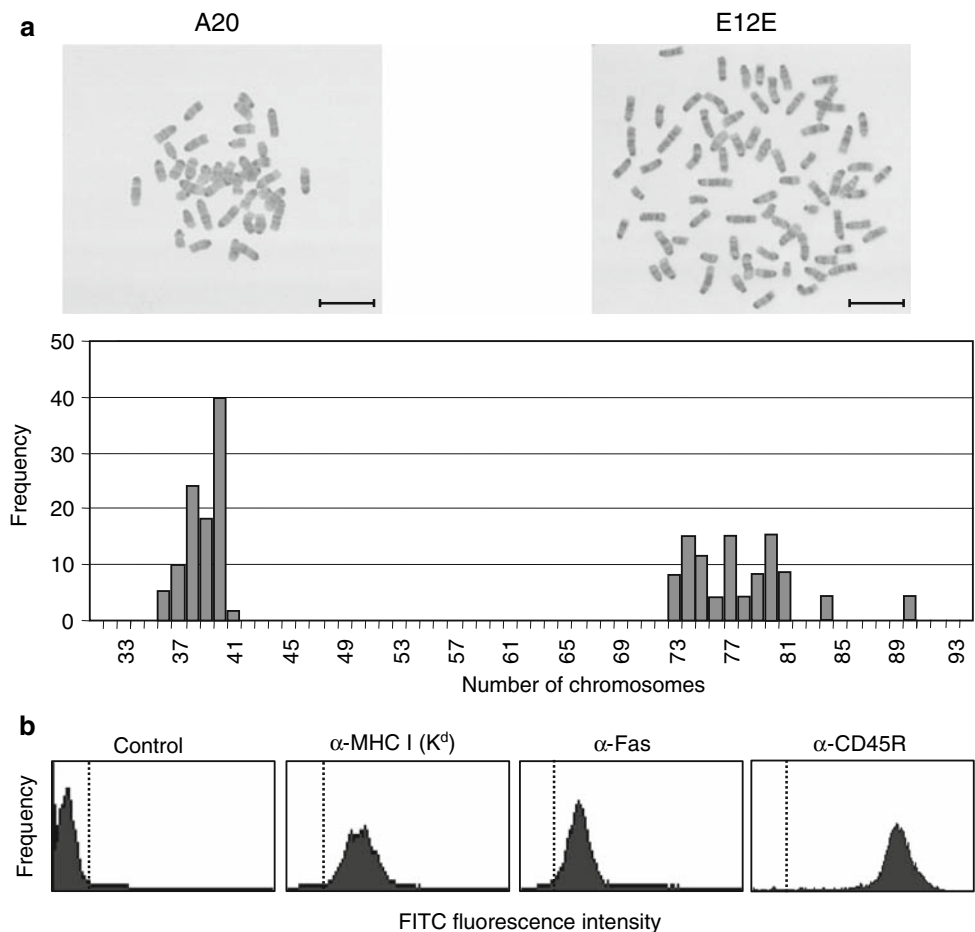 a
A20 E12E
50
40
30
20
10
0
Frequency
33 37 41 45 49 53 57 61 65 69 73 77 81 85 89 93
Number of chromosomes
b
Control α-MHC I (Kᵈ) α-Fas α-CD45R
Frequency
FITC fluorescence intensity